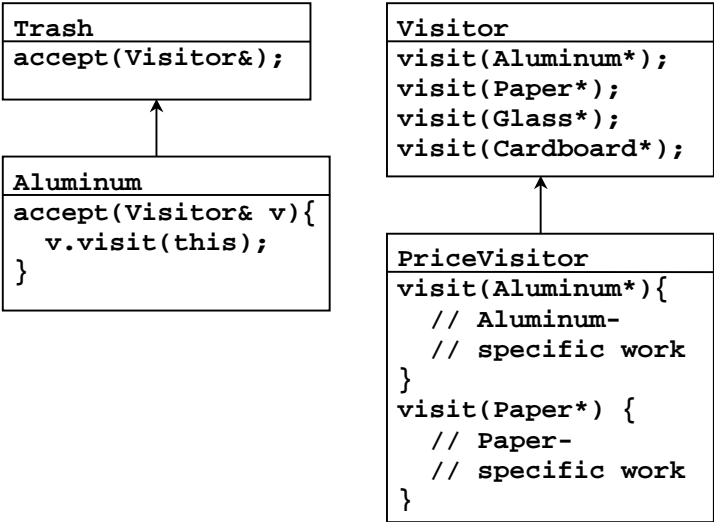 Trash
accept(Visitor&);
Aluminum
accept(Visitor& v){
  v.visit(this);
}
Visitor
visit(Aluminum*);
visit(Paper*);
visit(Glass*);
visit(Cardboard*);
PriceVisitor
visit(Aluminum*){
  // Aluminum-
  // specific work
}
visit(Paper*) {
  // Paper-
  // specific work
}